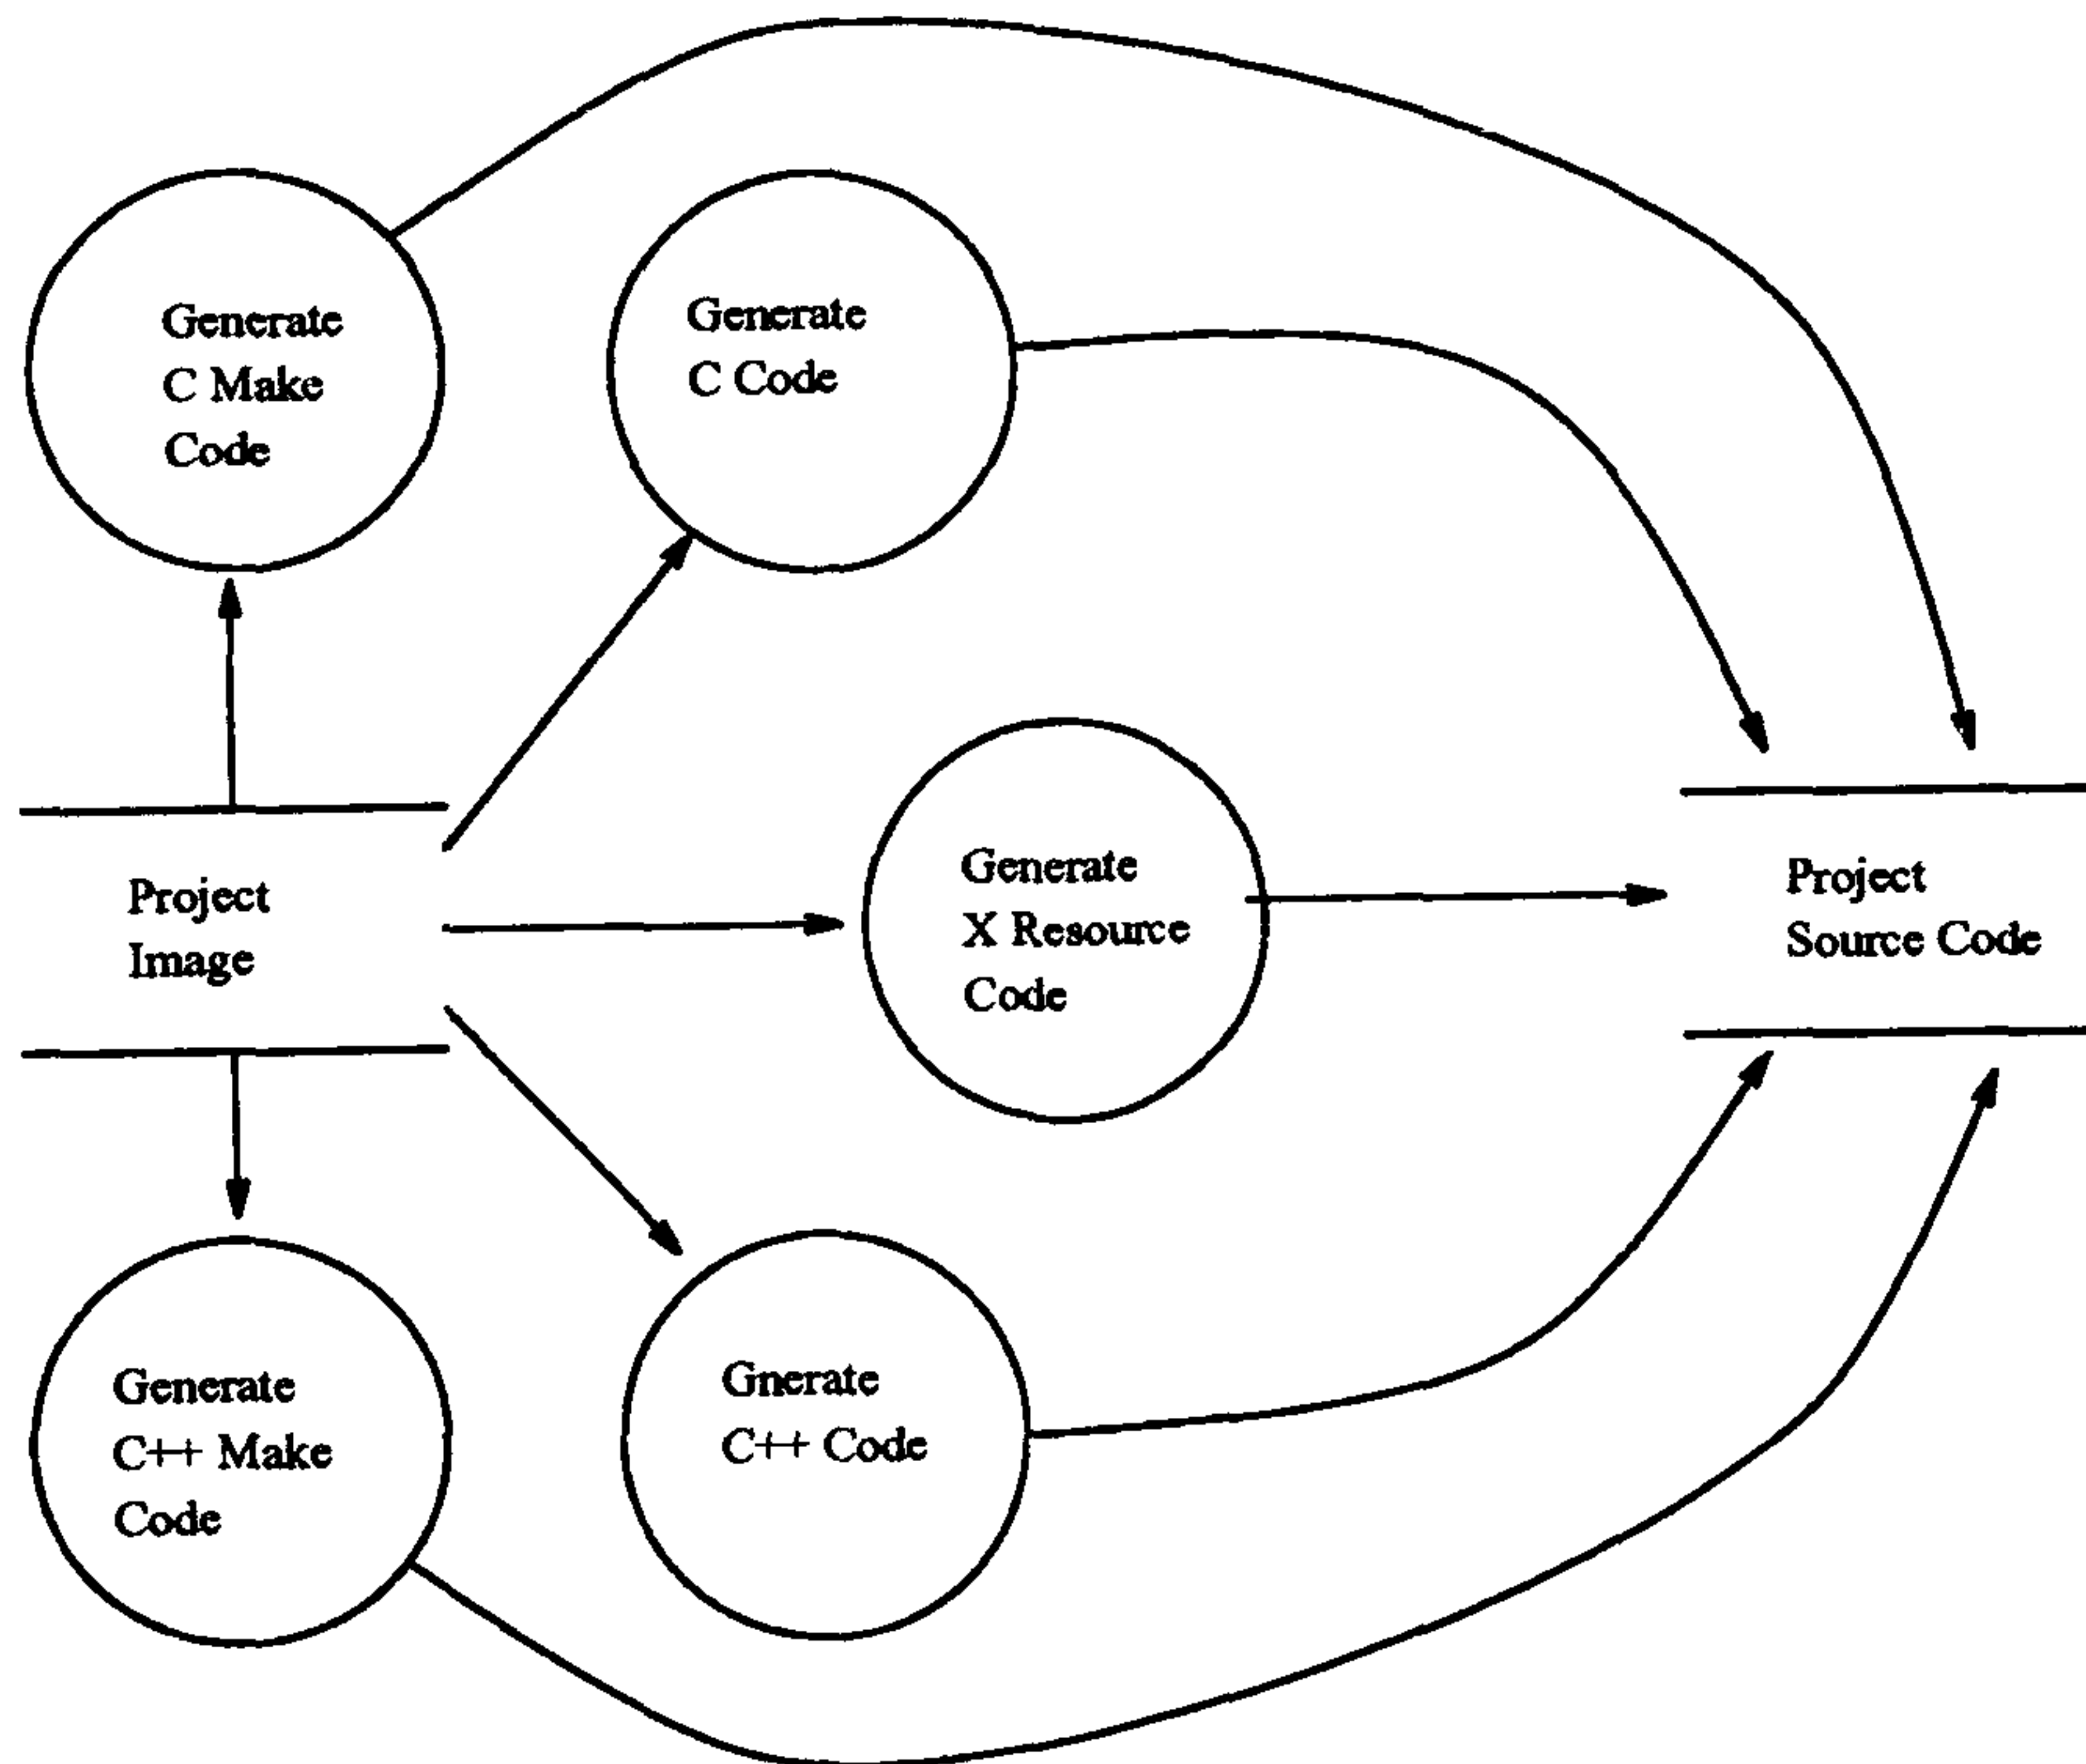 Generate
C Make
Code
Generate
C Code
Project
Image
Generate
X Resource
Code
Project
Source Code
Generate
C++ Make
Code
Gnerate
C++ Code